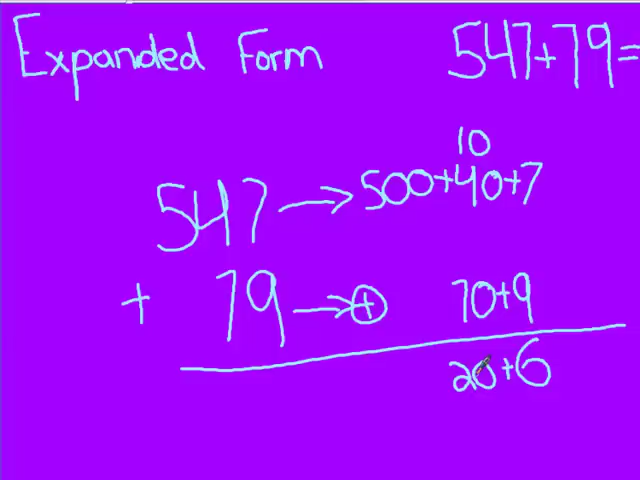 Expanded Form 547+79=
10
547 → 500+40+7
+ 79 → ⊕ 70+9
20+6